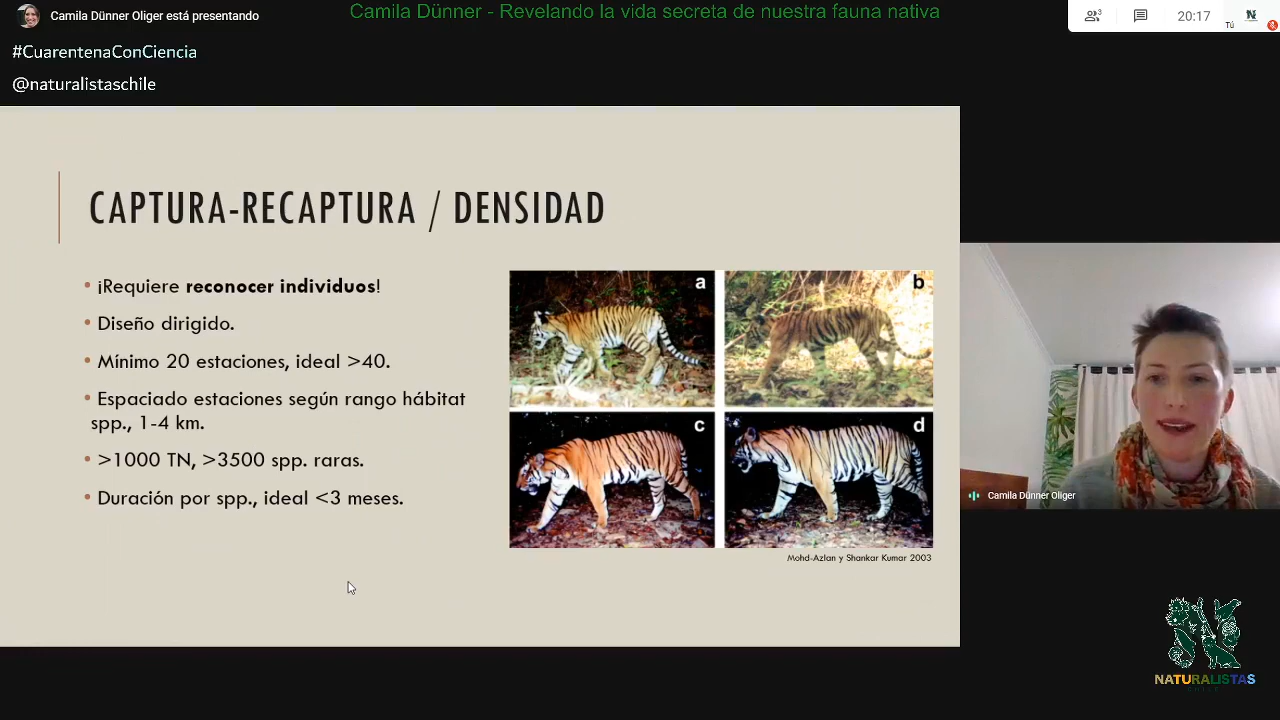 Camila Dünner Oliger está presentando
Camila Dünner - Revelando la vida secreta de nuestra fauna nativa
3
20:17
Tú
#CuarentenaConCiencia
@naturalistaschile
CAPTURA-RECAPTURA / DENSIDAD
• ¡Requiere reconocer individuos!
• Diseño dirigido.
• Mínimo 20 estaciones, ideal >40.
• Espaciado estaciones según rango hábitat
spp., 1-4 km.
• >1000 TN, >3500 spp. raras.
• Duración por spp., ideal <3 meses.
a
b
c
d
Mohd-Azlan y Shankar Kumar 2003
Camila Dünner Oliger
NATURALISTAS
CHILE